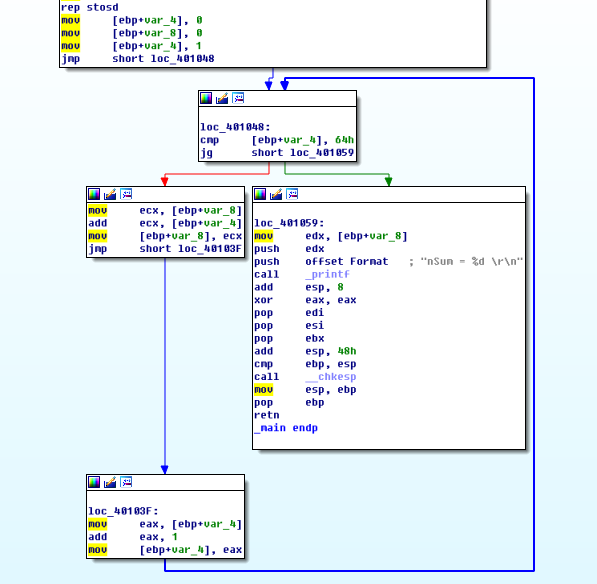 rep stosd
mov [ebp+var_4], 0
mov [ebp+var_8], 0
mov [ebp+var_4], 1
jmp short loc_401048
loc_401048:
cmp [ebp+var_4], 64h
jg short loc_401059
mov ecx, [ebp+var_8]
add ecx, [ebp+var_4]
mov [ebp+var_8], ecx
jmp short loc_40103F
loc_401059:
mov edx, [ebp+var_8]
push edx
push offset Format ; "nSum = %d \r\n"
call _printf
add esp, 8
xor eax, eax
pop edi
pop esi
pop ebx
add esp, 48h
cmp ebp, esp
call __chkesp
mov esp, ebp
pop ebp
retn
_main endp
loc_40103F:
mov eax, [ebp+var_4]
add eax, 1
mov [ebp+var_4], eax